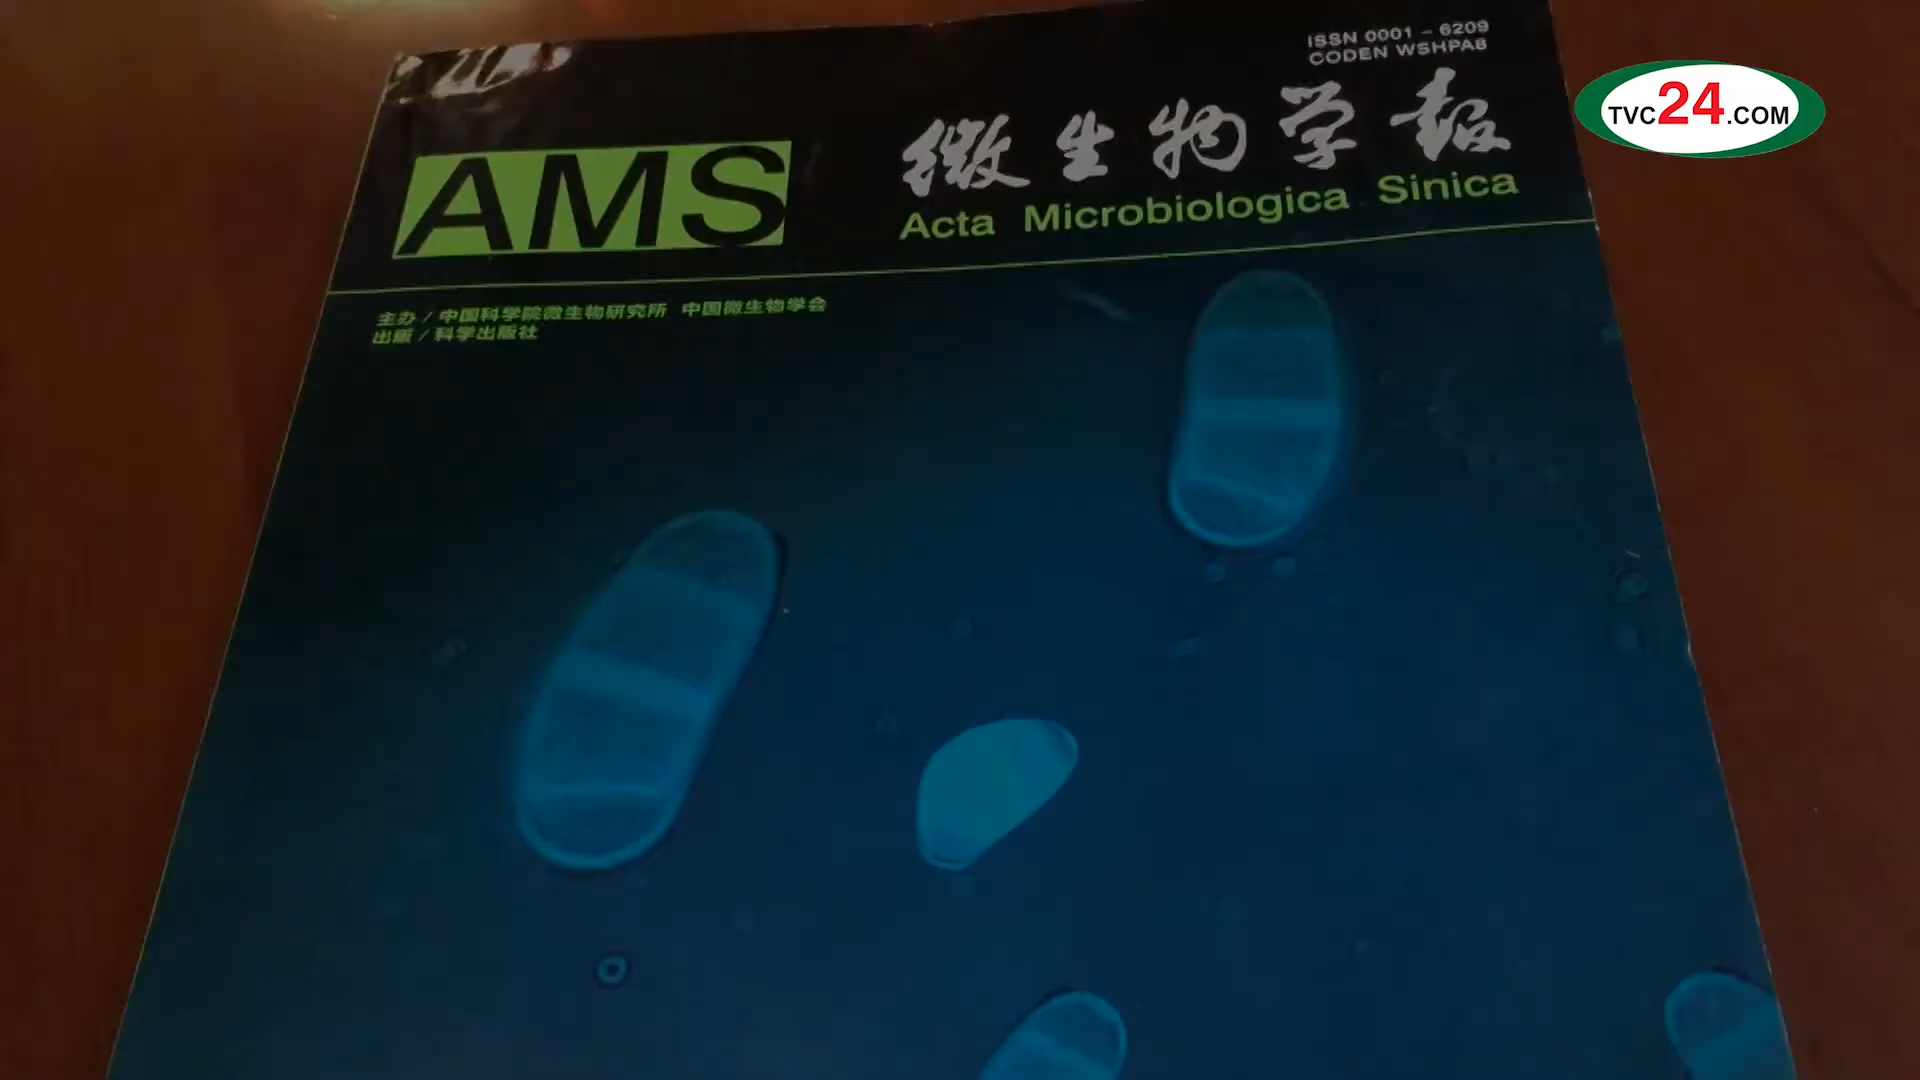 ISSN 0001 – 6209
CODEN WSHPA8
TVC24.COM
AMS
微生物学报
Acta Microbiologica Sinica
主办 / 中国科学院微生物研究所 中国微生物学会
出版 / 科学出版社